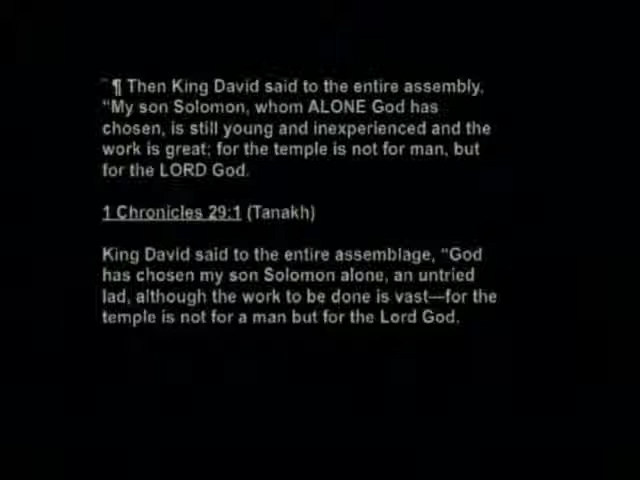 ¶ Then King David said to the entire assembly,
“My son Solomon, whom ALONE God has
chosen, is still young and inexperienced and the
work is great; for the temple is not for man, but
for the LORD God.
1 Chronicles 29:1 (Tanakh)
King David said to the entire assemblage, “God
has chosen my son Solomon alone, an untried
lad, although the work to be done is vast—for the
temple is not for a man but for the Lord God.